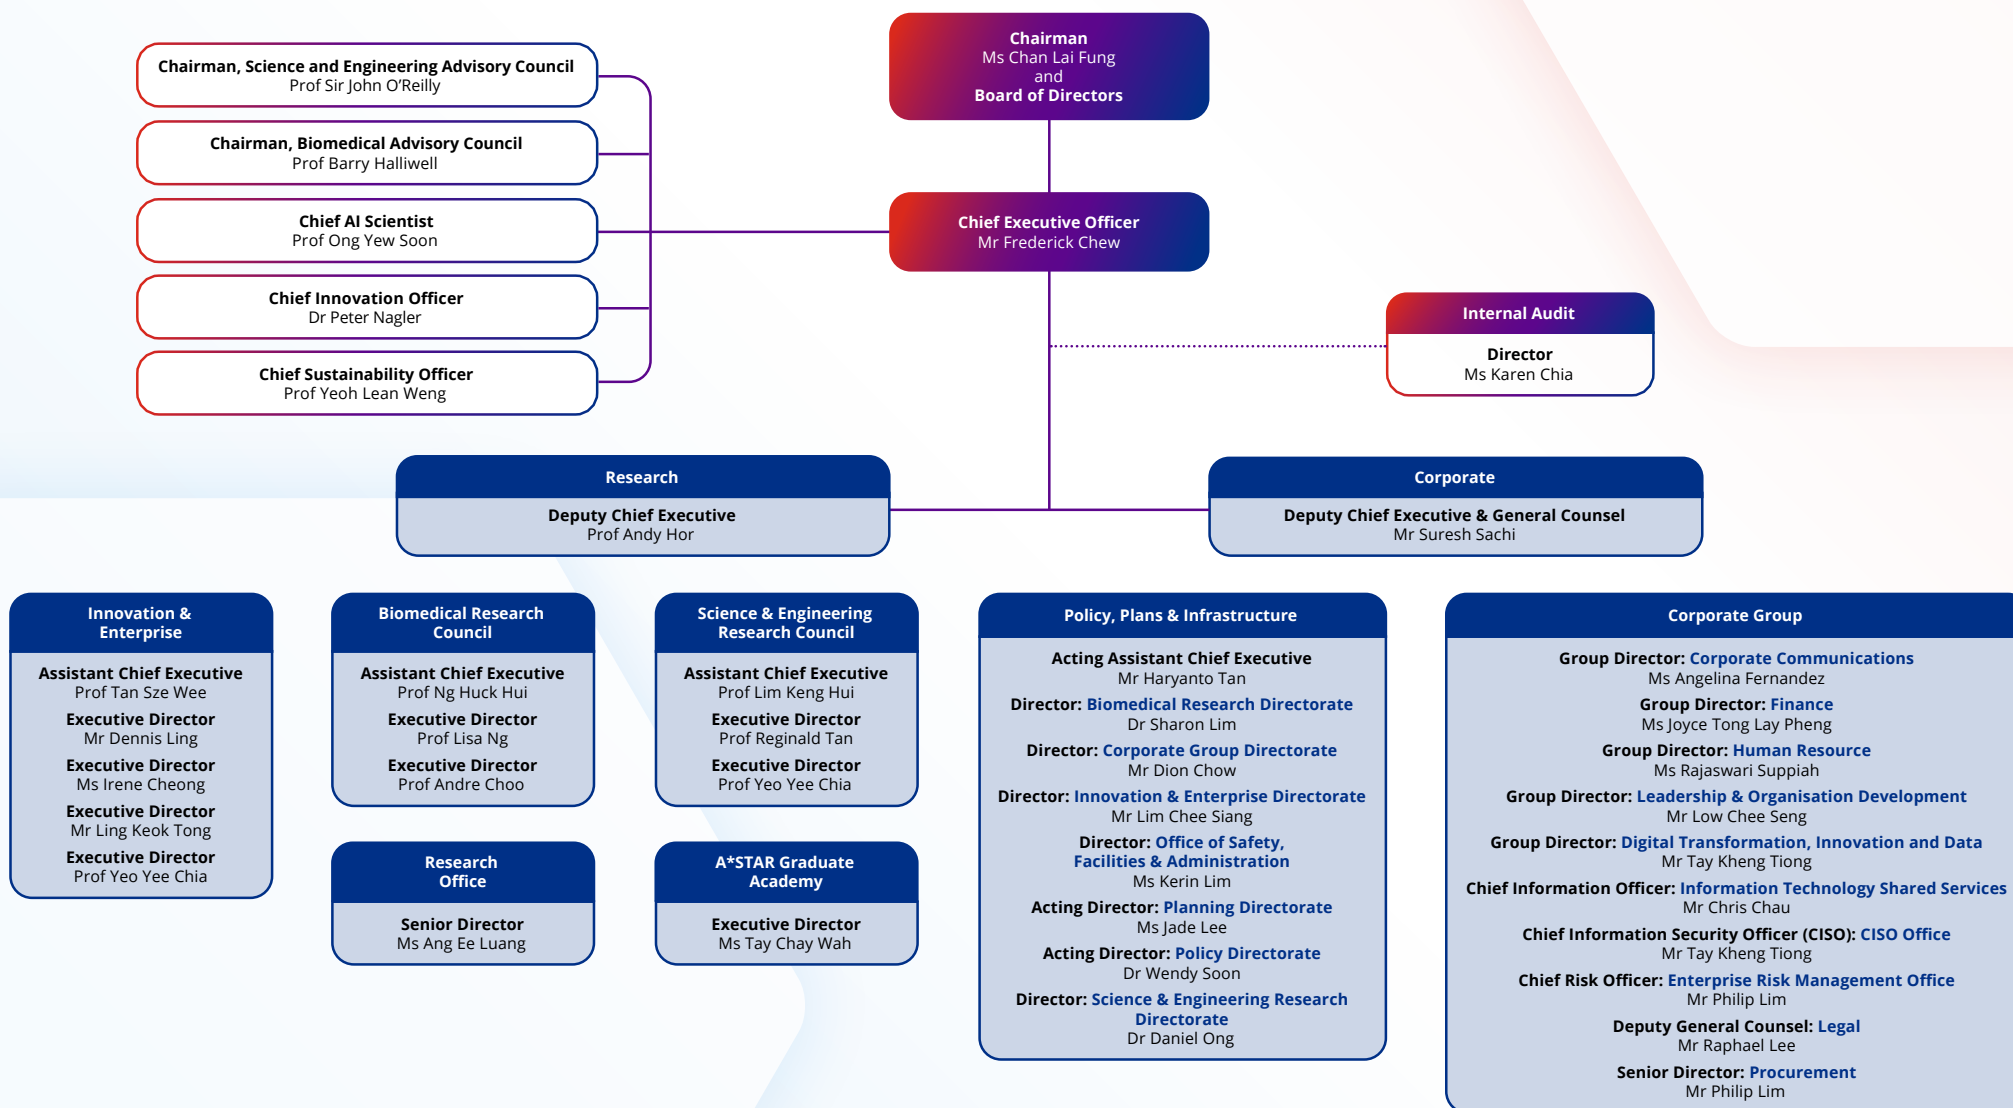 Chairman
Ms Chan Lai Fung
and
Board of Directors
Chairman, Science and Engineering Advisory Council
Prof Sir John O’Reilly
Chairman, Biomedical Advisory Council
Prof Barry Halliwell
Chief AI Scientist
Prof Ong Yew Soon
Chief Innovation Officer
Dr Peter Nagler
Chief Sustainability Officer
Prof Yeoh Lean Weng
Chief Executive Officer
Mr Frederick Chew
Internal Audit
Director
Ms Karen Chia
Research
Deputy Chief Executive
Prof Andy Hor
Corporate
Deputy Chief Executive & General Counsel
Mr Suresh Sachi
Innovation &
Enterprise
Assistant Chief Executive
Prof Tan Sze Wee
Executive Director
Mr Dennis Ling
Executive Director
Ms Irene Cheong
Executive Director
Mr Ling Keok Tong
Executive Director
Prof Yeo Yee Chia
Biomedical Research
Council
Assistant Chief Executive
Prof Ng Huck Hui
Executive Director
Prof Lisa Ng
Executive Director
Prof Andre Choo
Science & Engineering
Research Council
Assistant Chief Executive
Prof Lim Keng Hui
Executive Director
Prof Reginald Tan
Executive Director
Prof Yeo Yee Chia
Research
Office
Senior Director
Ms Ang Ee Luang
A*STAR Graduate
Academy
Executive Director
Ms Tay Chay Wah
Policy, Plans & Infrastructure
Acting Assistant Chief Executive
Mr Haryanto Tan
Director: Biomedical Research Directorate
Dr Sharon Lim
Director: Corporate Group Directorate
Mr Dion Chow
Director: Innovation & Enterprise Directorate
Mr Lim Chee Siang
Director: Office of Safety,
Facilities & Administration
Ms Kerin Lim
Acting Director: Planning Directorate
Ms Jade Lee
Acting Director: Policy Directorate
Dr Wendy Soon
Director: Science & Engineering Research
Directorate
Dr Daniel Ong
Corporate Group
Group Director: Corporate Communications
Ms Angelina Fernandez
Group Director: Finance
Ms Joyce Tong Lay Pheng
Group Director: Human Resource
Ms Rajaswari Suppiah
Group Director: Leadership & Organisation Development
Mr Low Chee Seng
Group Director: Digital Transformation, Innovation and Data
Mr Tay Kheng Tiong
Chief Information Officer: Information Technology Shared Services
Mr Chris Chau
Chief Information Security Officer (CISO): CISO Office
Mr Tay Kheng Tiong
Chief Risk Officer: Enterprise Risk Management Office
Mr Philip Lim
Deputy General Counsel: Legal
Mr Raphael Lee
Senior Director: Procurement
Mr Philip Lim